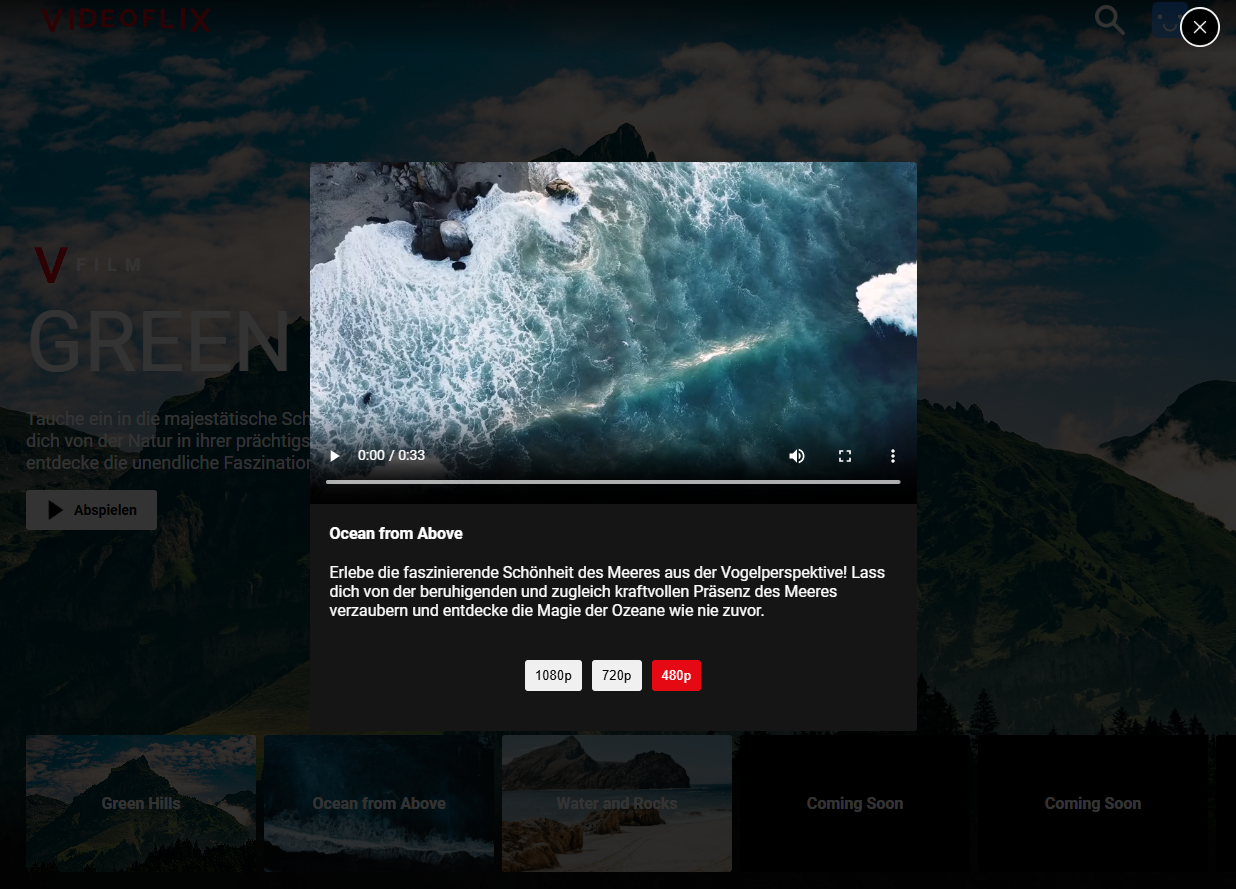 VIDEOFLIX
V FILM
GREEN
Tauche ein in die majestätische Sch
dich von der Natur in ihrer prächtigs
entdecke die unendliche Faszination
Abspielen
0:00 / 0:33
Ocean from Above
Erlebe die faszinierende Schönheit des Meeres aus der Vogelperspektive! Lass
dich von der beruhigenden und zugleich kraftvollen Präsenz des Meeres
verzaubern und entdecke die Magie der Ozeane wie nie zuvor.
1080p 720p 480p
Green Hills
Ocean from Above
Water and Rocks
Coming Soon
Coming Soon